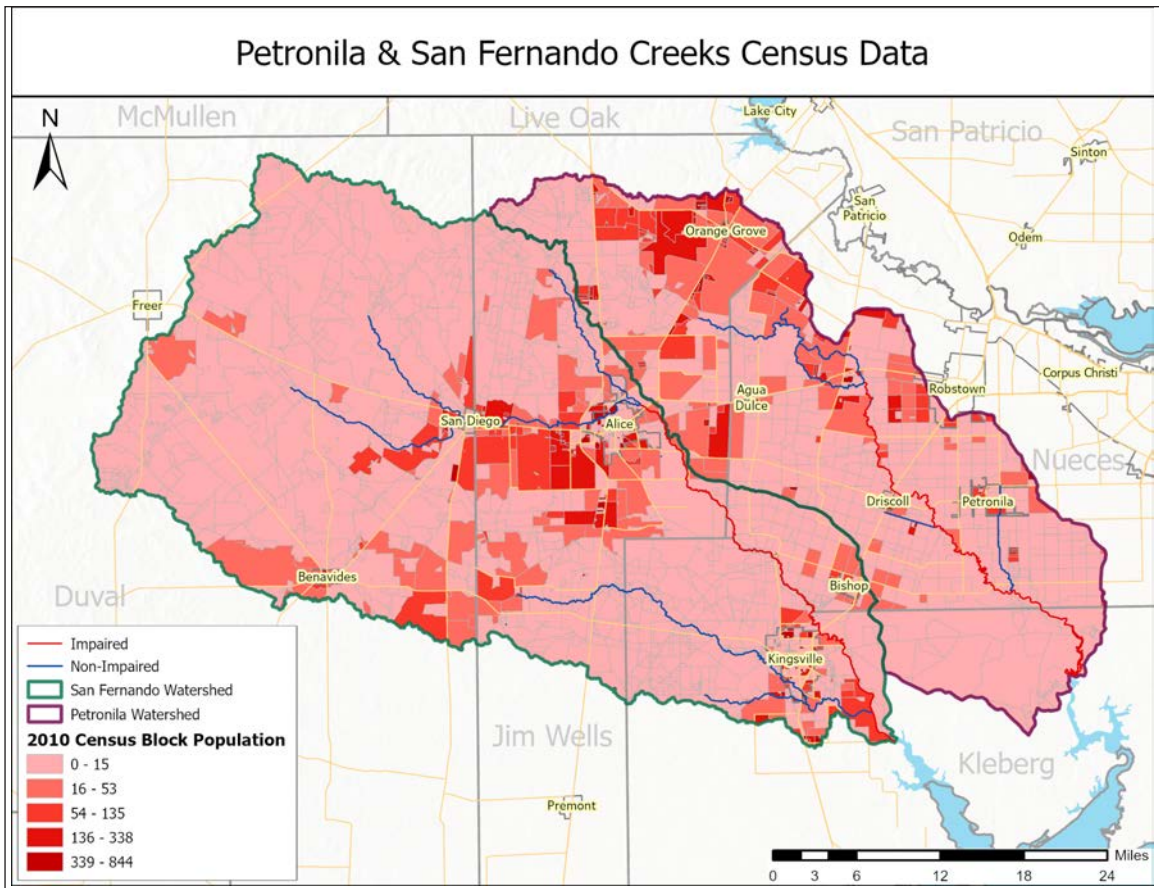 Petronila & San Fernando Creeks Census Data
N
McMullen
Live Oak
Lake City
San Patricio
Sinton
San
Patricio
Orange Grove
Odem
Freer
Robstown
Corpus Christi
Agua
Dulce
San Diego
Alice
Nueces
Driscoll
Petronila
Benavides
Bishop
Duval
Kingsville
Jim Wells
Kleberg
Premont
Impaired
Non-Impaired
San Fernando Watershed
Petronila Watershed
2010 Census Block Population
0 - 15
16 - 53
54 - 135
136 - 338
339 - 844
Miles
0 3 6 12 18 24